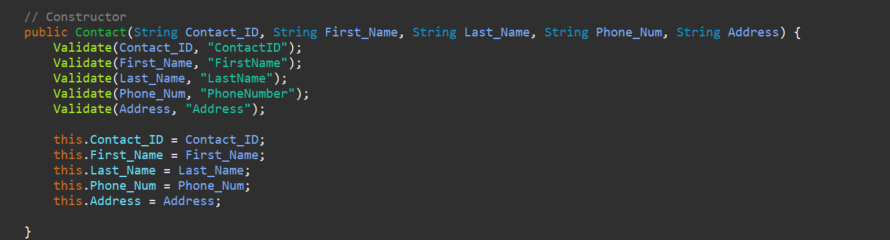 // Constructor
public Contact(String Contact_ID, String First_Name, String Last_Name, String Phone_Num, String Address) {
    Validate(Contact_ID, "ContactID");
    Validate(First_Name, "FirstName");
    Validate(Last_Name, "LastName");
    Validate(Phone_Num, "PhoneNumber");
    Validate(Address, "Address");

    this.Contact_ID = Contact_ID;
    this.First_Name = First_Name;
    this.Last_Name = Last_Name;
    this.Phone_Num = Phone_Num;
    this.Address = Address;

}